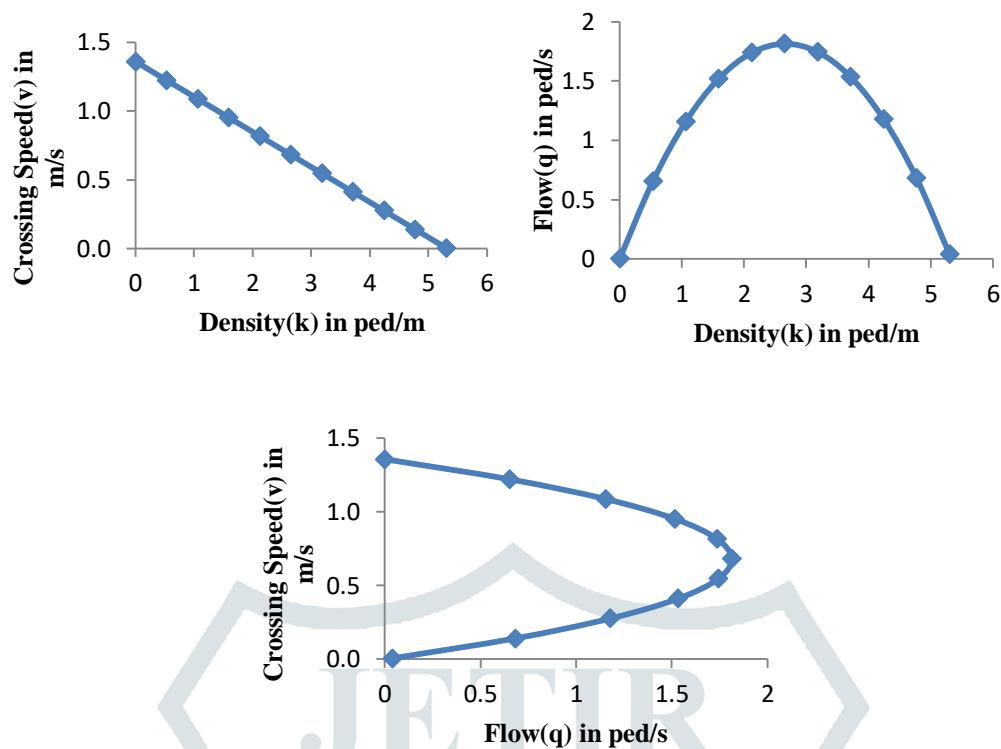 Crossing Speed(v) in
m/s
1.5
1.0
0.5
0.0
0 1 2 3 4 5 6
Density(k) in ped/m
Flow(q) in ped/s
2
1.5
1
0.5
0
0 1 2 3 4 5 6
Density(k) in ped/m
Crossing Speed(v) in
m/s
1.5
1.0
0.5
0.0
0 0.5 1 1.5 2
Flow(q) in ped/s
JETIR